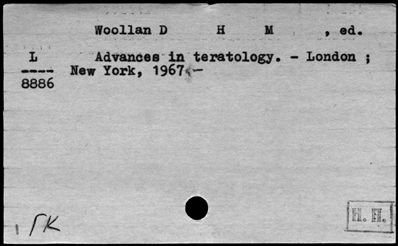 Woollan D H M , ed.
L Advances in teratology. - London ;
---- New York, 1967 -
8886
H. H.